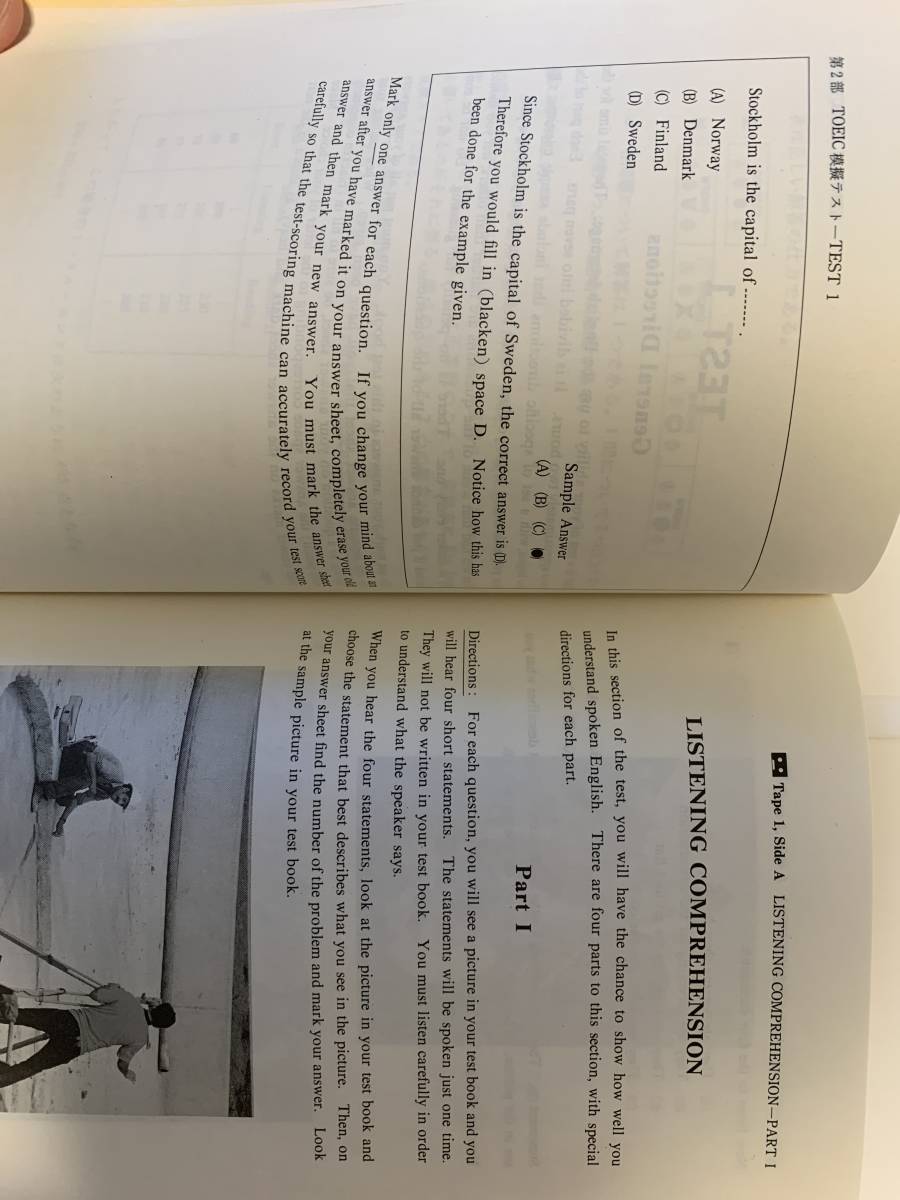 第2部 TOEIC模擬テスト－TEST 1
Stockholm is the capital of ------- .
(A) Norway
(B) Denmark
(C) Finland
(D) Sweden
Sample Answer
(A) (B) (C) (●)
Since Stockholm is the capital of Sweden, the correct answer is (D).
Therefore you would fill in (blacken) space D. Notice how this has
been done for the example given.
Mark only one answer for each question. If you change your mind about an
answer after you have marked it on your answer sheet, completely erase your old
answer and then mark your new answer. You must mark the answer sheet
carefully so that the test-scoring machine can accurately record your test score.
Tape 1, Side A LISTENING COMPREHENSION－PART I
LISTENING COMPREHENSION
In this section of the test, you will have the chance to show how well you
understand spoken English. There are four parts to this section, with special
directions for each part.
Part I
Directions : For each question, you will see a picture in your test book and you
will hear four short statements. The statements will be spoken just one time.
They will not be written in your test book. You must listen carefully in order
to understand what the speaker says.
When you hear the four statements, look at the picture in your test book and
choose the statement that best describes what you see in the picture. Then, on
your answer sheet find the number of the problem and mark your answer. Look
at the sample picture in your test book.